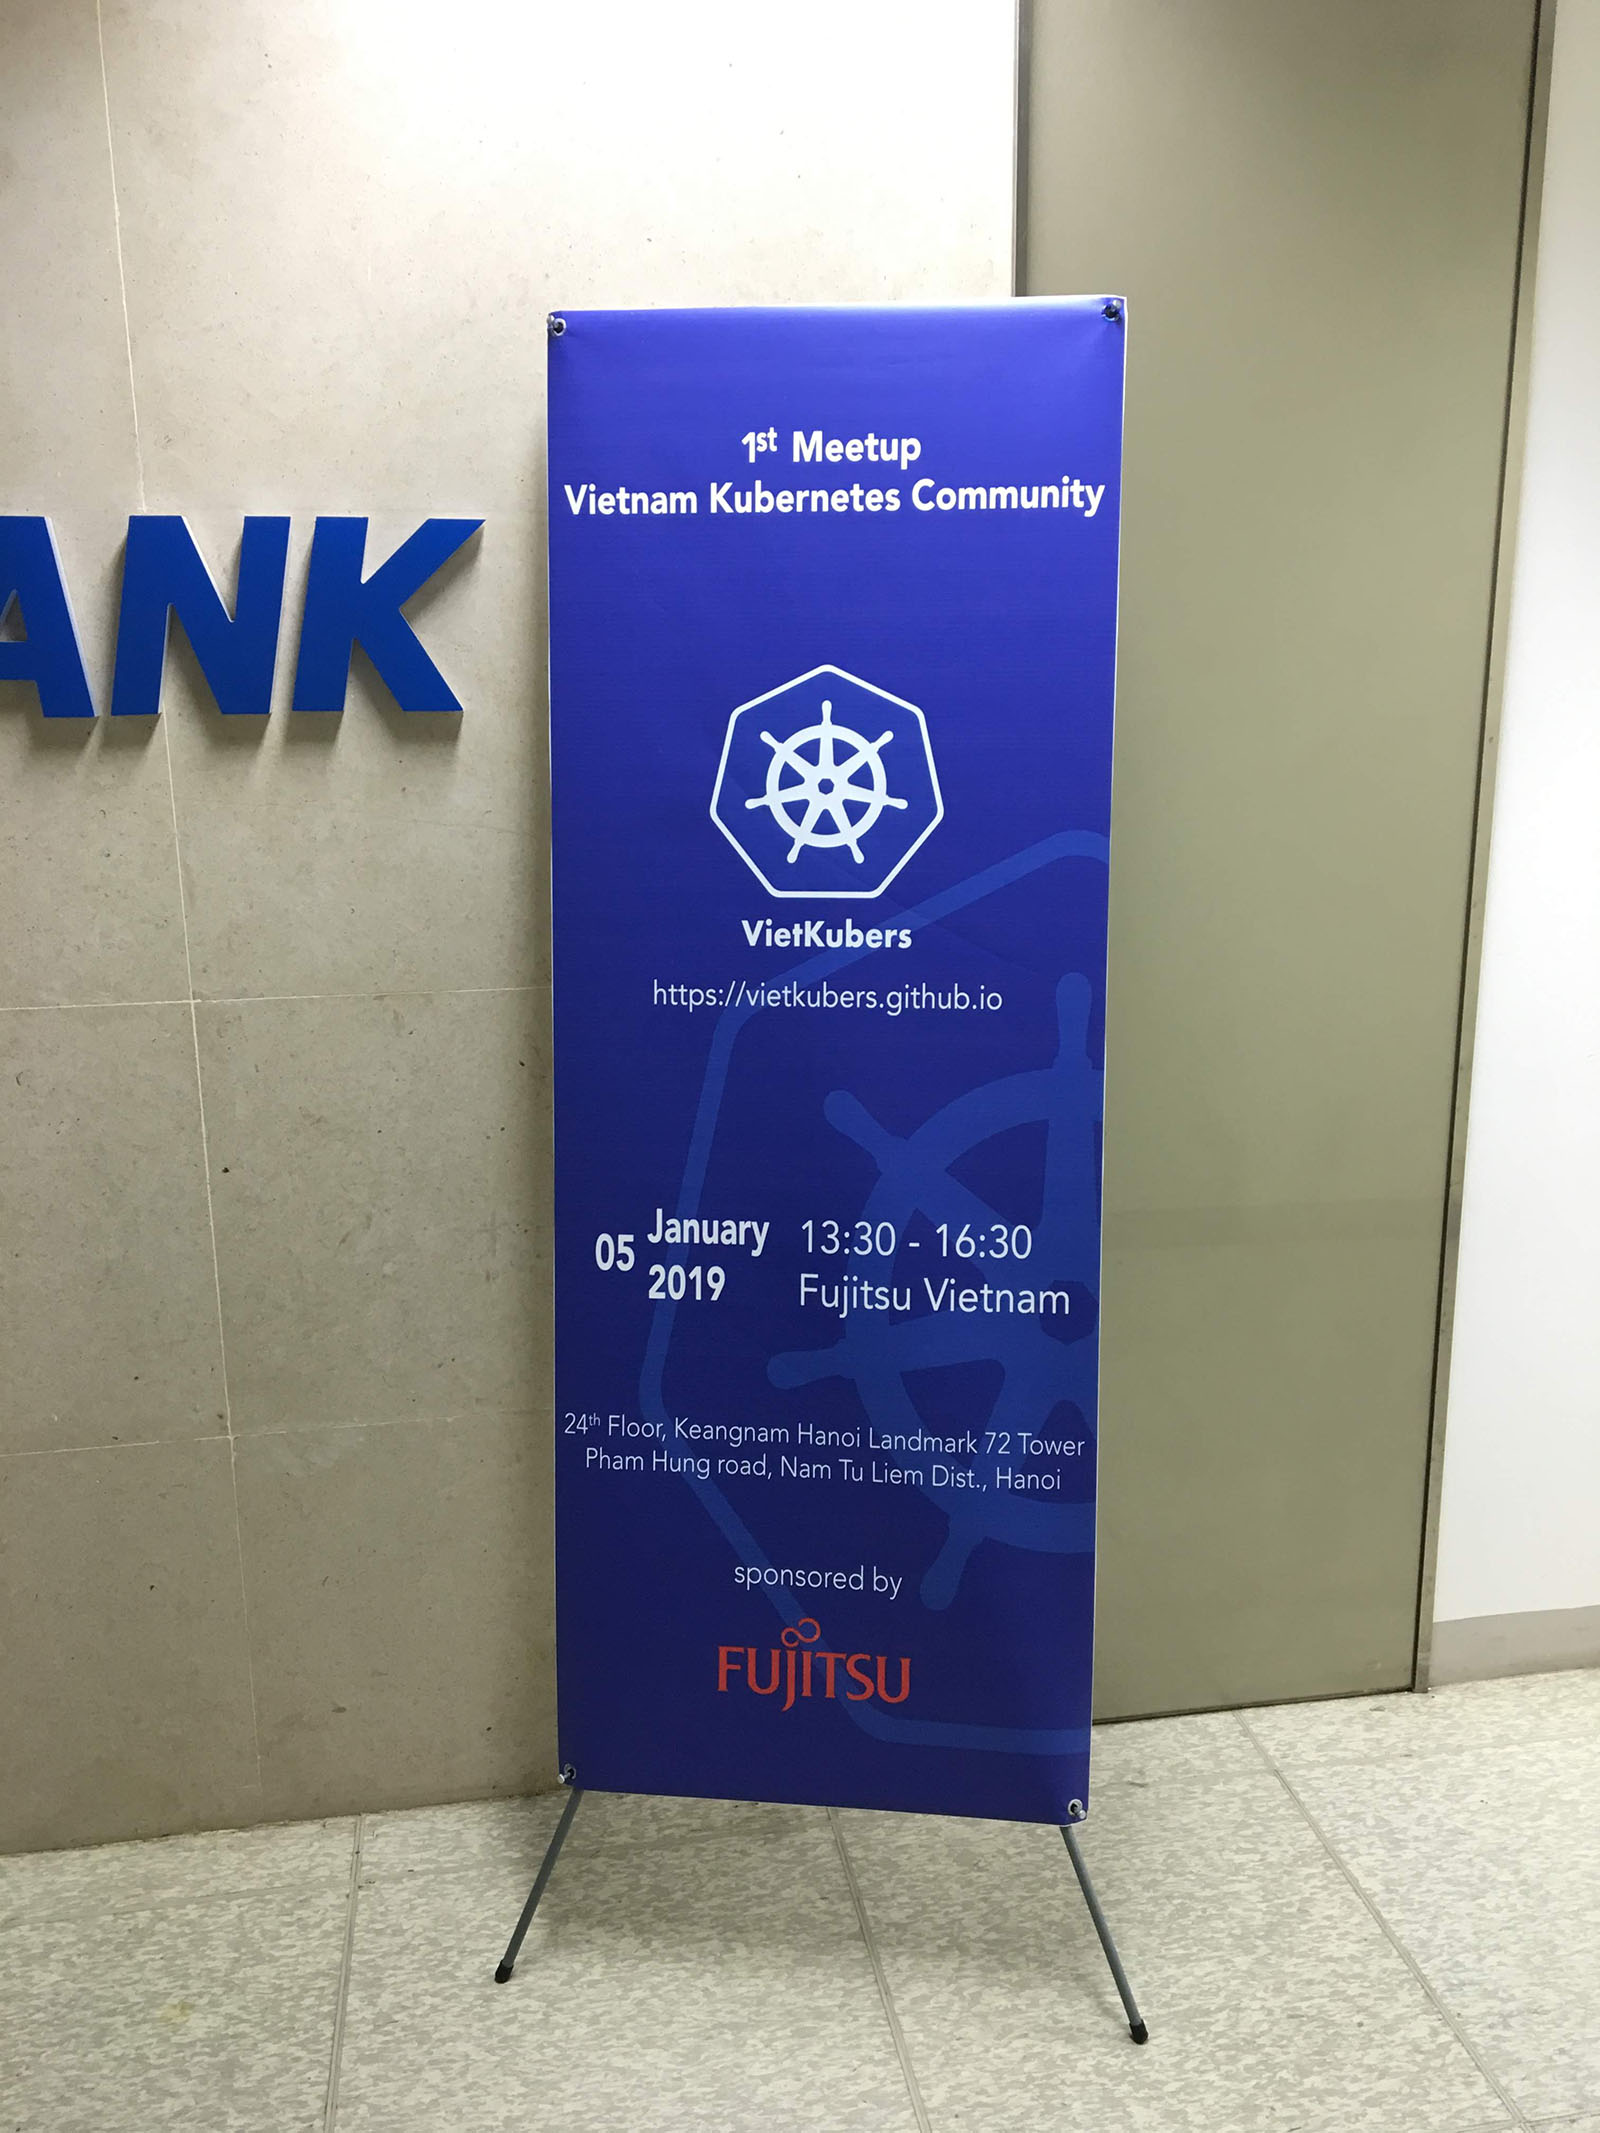 ANK
1st Meetup
Vietnam Kubernetes Community
VietKubers
https://vietkubers.github.io
05 January 2019
13:30 - 16:30
Fujitsu Vietnam
24th Floor, Keangnam Hanoi Landmark 72 Tower
Pham Hung road, Nam Tu Liem Dist., Hanoi
sponsored by
FUJITSU